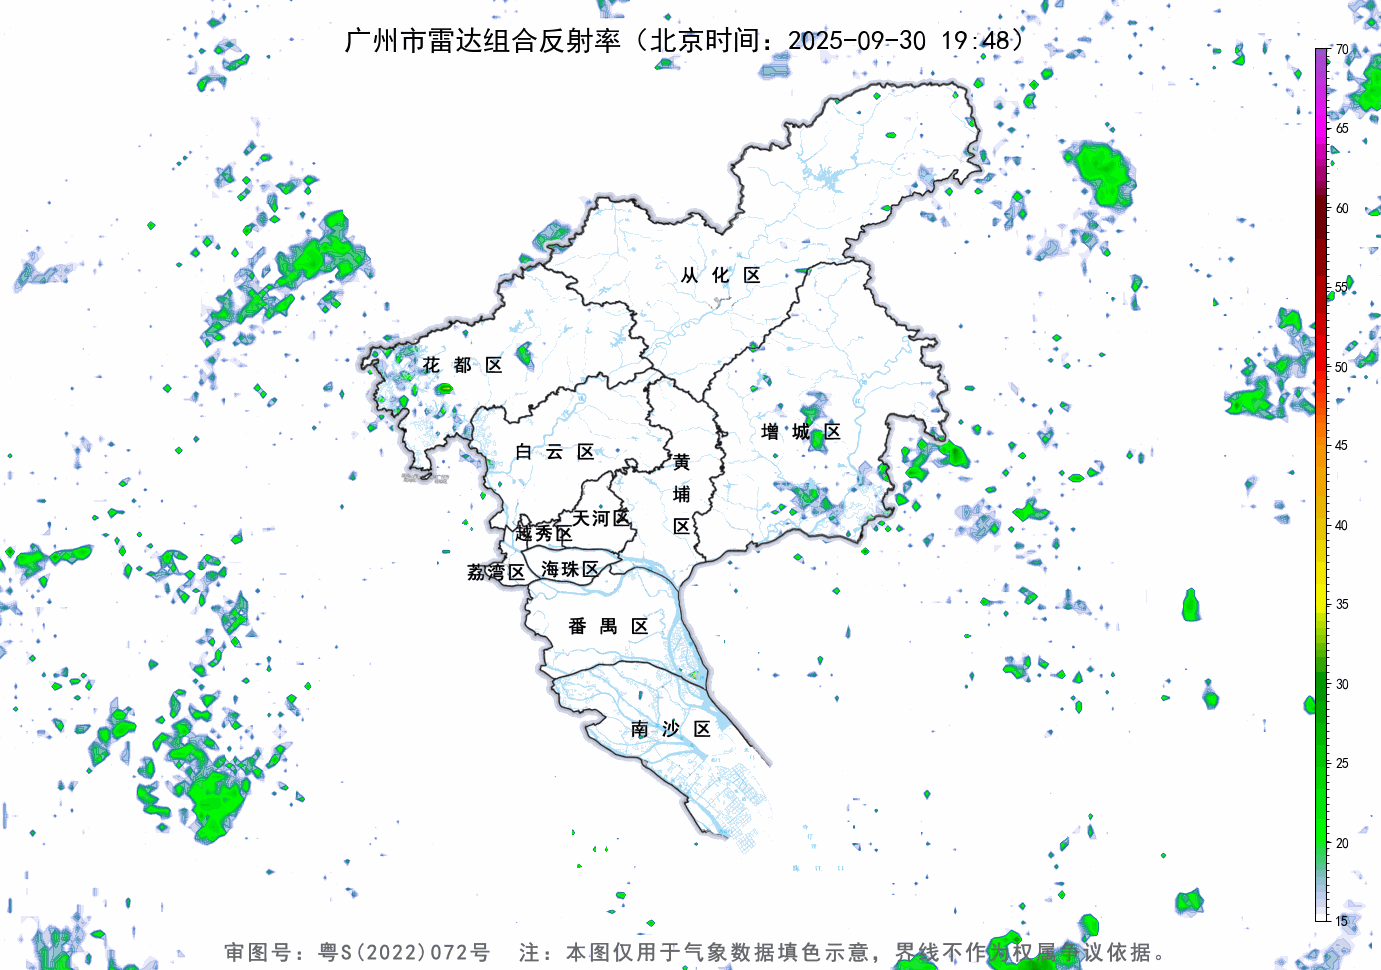 广州市雷达组合反射率（北京时间：2025-09-30 19:48）
70
65
60
55
50
45
40
35
30
25
20
15
从化区
花都区
增城区
白云区
黄埔区
天河区
越秀区
荔湾区
海珠区
番禺区
南沙区
审图号：粤S(2022)072号 注：本图仅用于气象数据填色示意，界线不作为权属争议依据。